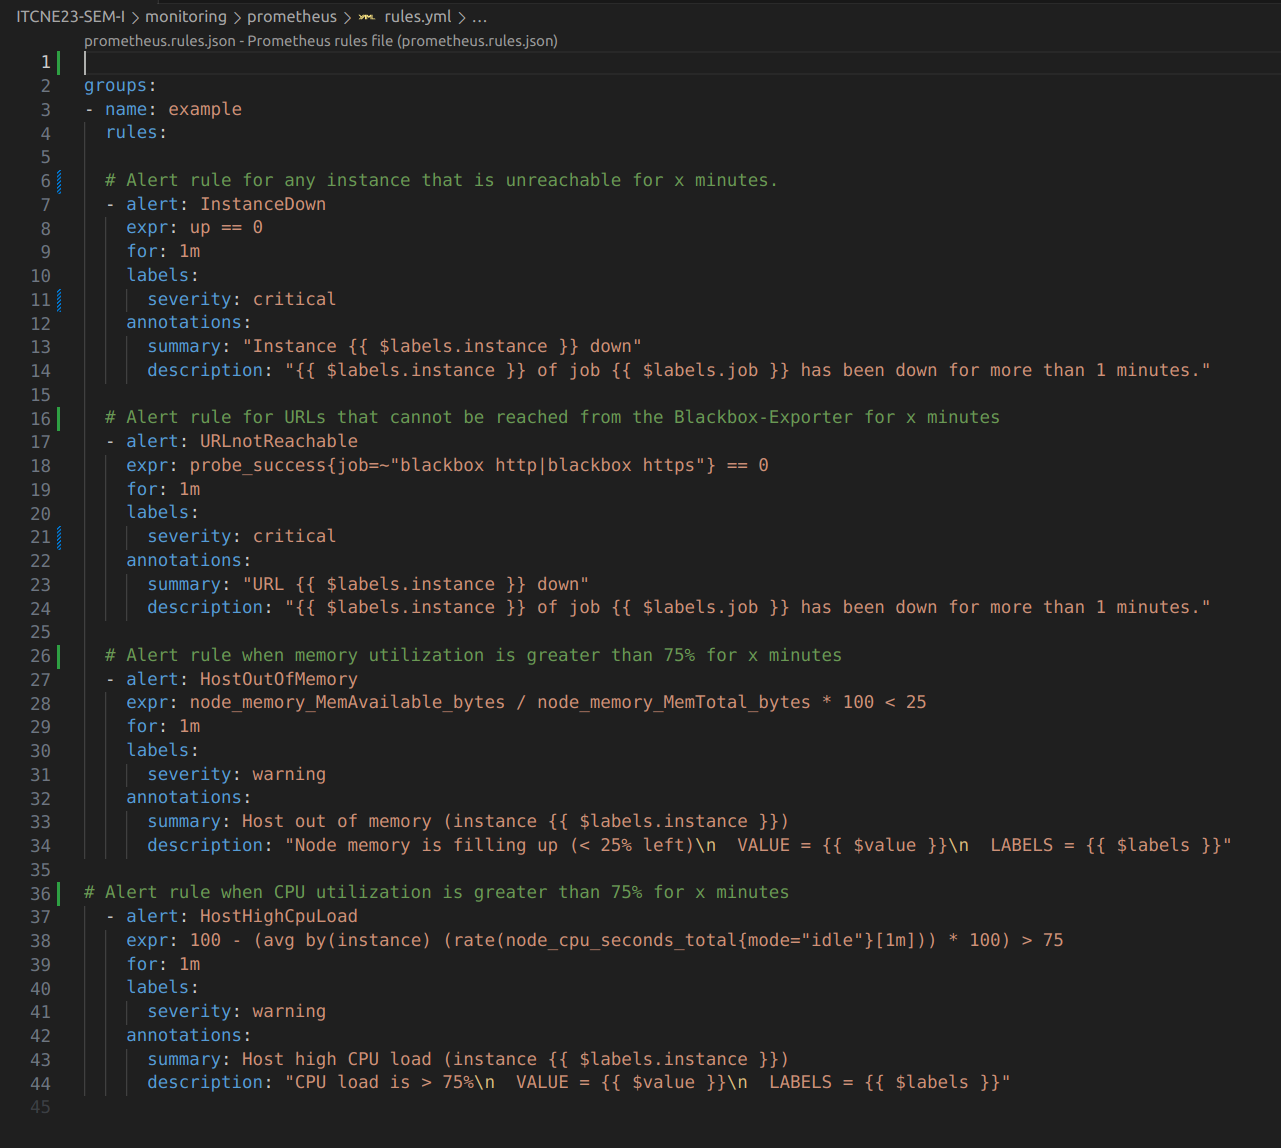 ITCNE23-SEM-I > monitoring > prometheus > YAML rules.yml > ...
prometheus.rules.json - Prometheus rules file (prometheus.rules.json)
1
2 groups:
3 - name: example
4   rules:
5
6   # Alert rule for any instance that is unreachable for x minutes.
7   - alert: InstanceDown
8     expr: up == 0
9     for: 1m
10     labels:
11       severity: critical
12     annotations:
13       summary: "Instance {{ $labels.instance }} down"
14       description: "{{ $labels.instance }} of job {{ $labels.job }} has been down for more than 1 minutes."
15
16   # Alert rule for URLs that cannot be reached from the Blackbox-Exporter for x minutes
17   - alert: URLnotReachable
18     expr: probe_success{job=~"blackbox http|blackbox https"} == 0
19     for: 1m
20     labels:
21       severity: critical
22     annotations:
23       summary: "URL {{ $labels.instance }} down"
24       description: "{{ $labels.instance }} of job {{ $labels.job }} has been down for more than 1 minutes."
25
26   # Alert rule when memory utilization is greater than 75% for x minutes
27   - alert: HostOutOfMemory
28     expr: node_memory_MemAvailable_bytes / node_memory_MemTotal_bytes * 100 < 25
29     for: 1m
30     labels:
31       severity: warning
32     annotations:
33       summary: Host out of memory (instance {{ $labels.instance }})
34       description: "Node memory is filling up (< 25% left)\n  VALUE = {{ $value }}\n  LABELS = {{ $labels }}"
35
36 # Alert rule when CPU utilization is greater than 75% for x minutes
37   - alert: HostHighCpuLoad
38     expr: 100 - (avg by(instance) (rate(node_cpu_seconds_total{mode="idle"}[1m])) * 100) > 75
39     for: 1m
40     labels:
41       severity: warning
42     annotations:
43       summary: Host high CPU load (instance {{ $labels.instance }})
44       description: "CPU load is > 75%\n  VALUE = {{ $value }}\n  LABELS = {{ $labels }}"
45